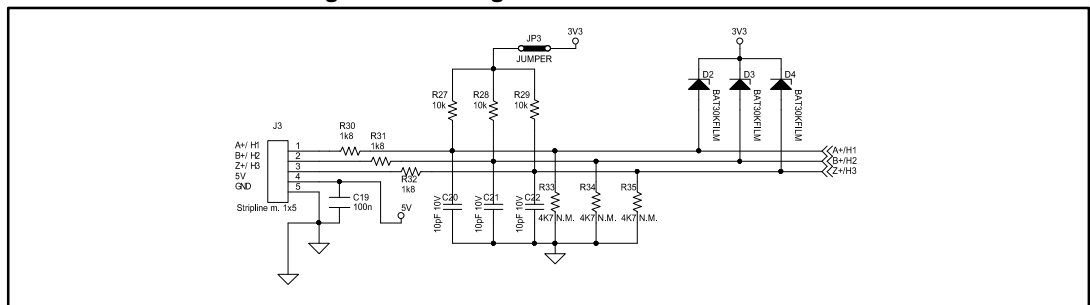 JP3
3V3
JUMPER
3V3
D2
D3
D4
BAT30KFILM
BAT30KFILM
BAT30KFILM
R27
10k
R28
10k
R29
10k
J3
R30
1k8
R31
1k8
R32
1k8
A+/ H1
B+/ H2
Z+/ H3
5V
GND
1
2
3
4
5
Stripline m. 1x5
A+/H1
B+/H2
Z+/H3
C19
100n
5V
C20
10pF 10V
C21
10pF 10V
C22
10pF 10V
R33
4K7 N.M.
R34
4K7 N.M.
R35
4K7 N.M.